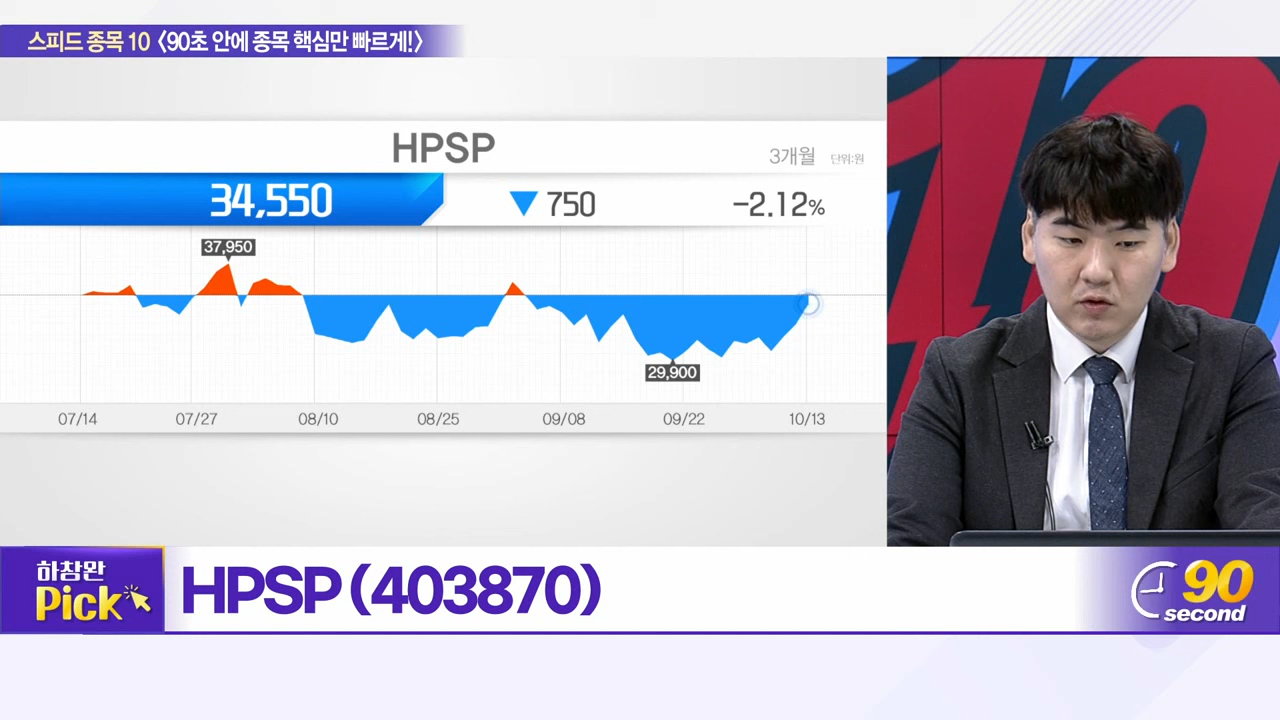 스피드 종목 10 〈90초 안에 종목 핵심만 빠르게!〉
HPSP
3개월 단위:원
34,550 ▼ 750 -2.12%
37,950
29,900
07/14 07/27 08/10 08/25 09/08 09/22 10/13
하창완
Pick
HPSP (403870)
90
second